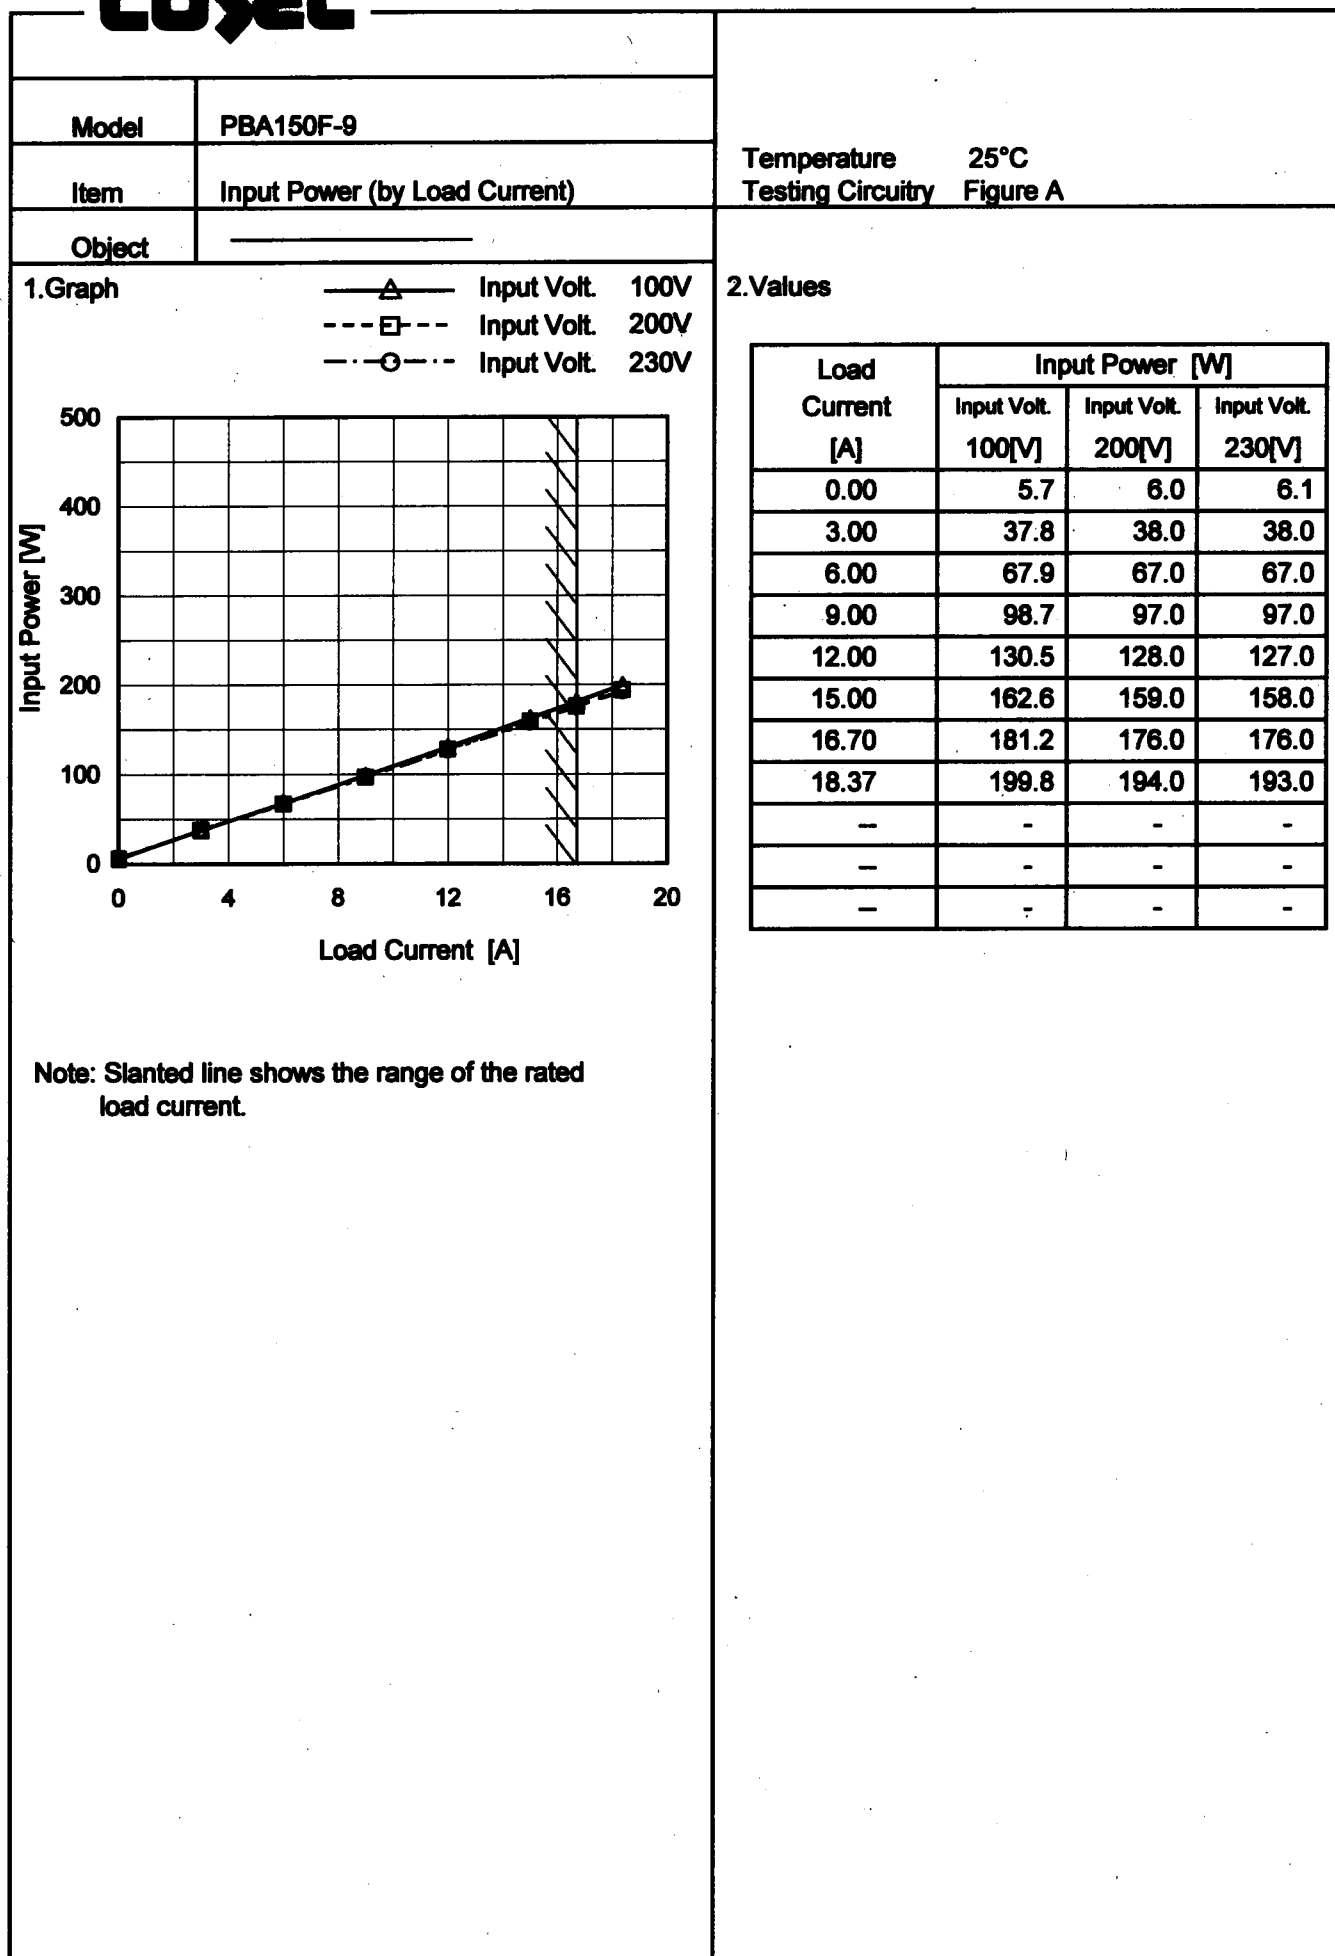 COSEL
Model PBA150F-9
Item Input Power (by Load Current)
Object
Temperature 25°C
Testing Circuitry Figure A
1.Graph
Input Volt. 100V
Input Volt. 200V
Input Volt. 230V
500
400
300
200
100
0
Input Power [W]
0 4 8 12 16 20
Load Current [A]
Note: Slanted line shows the range of the rated
load current.
2.Values
Load Current [A] Input Power [W]
Input Volt. 100[V] Input Volt. 200[V] Input Volt. 230[V]
0.00 5.7 6.0 6.1
3.00 37.8 38.0 38.0
6.00 67.9 67.0 67.0
9.00 98.7 97.0 97.0
12.00 130.5 128.0 127.0
15.00 162.6 159.0 158.0
16.70 181.2 176.0 176.0
18.37 199.8 194.0 193.0
-- - - -
-- - - -
-- - - -